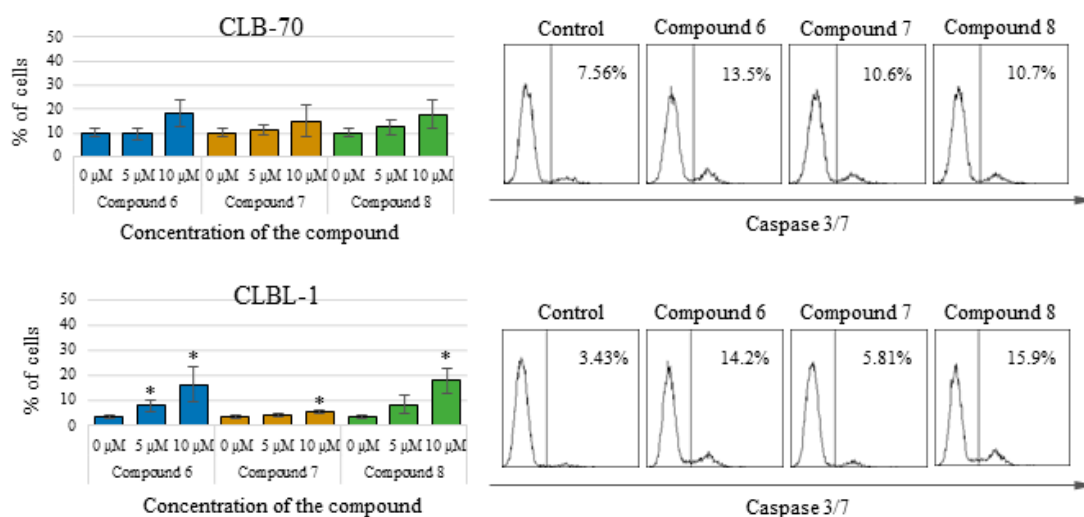 CLB-70
% of cells
50
40
30
20
10
0
0 µM 5 µM 10 µM 0 µM 5 µM 10 µM 0 µM 5 µM 10 µM
Compound 6 Compound 7 Compound 8
Concentration of the compound
Control Compound 6 Compound 7 Compound 8
7.56% 13.5% 10.6% 10.7%
Caspase 3/7
CLBL-1
% of cells
50
40
30
20
10
0
* * * *
0 µM 5 µM 10 µM 0 µM 5 µM 10 µM 0 µM 5 µM 10 µM
Compound 6 Compound 7 Compound 8
Concentration of the compound
Control Compound 6 Compound 7 Compound 8
3.43% 14.2% 5.81% 15.9%
Caspase 3/7